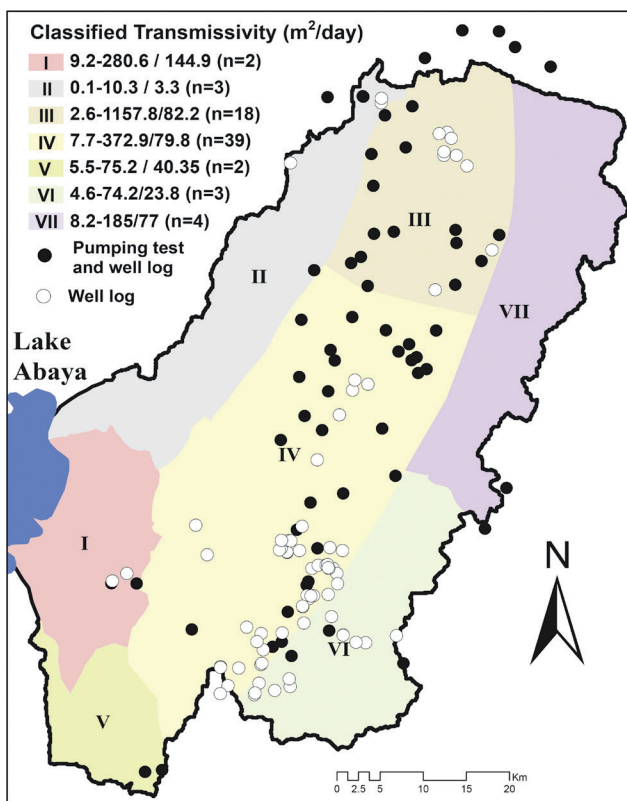 Classified Transmissivity (m²/day)
I 9.2-280.6 / 144.9 (n=2)
II 0.1-10.3 / 3.3 (n=3)
III 2.6-1157.8/82.2 (n=18)
IV 7.7-372.9/79.8 (n=39)
V 5.5-75.2 / 40.35 (n=2)
VI 4.6-74.2/23.8 (n=3)
VII 8.2-185/77 (n=4)
Pumping test
and well log
Well log
III
II
VII
Lake
Abaya
IV
I
N
VI
V
Km
0 2.5 5 10 15 20